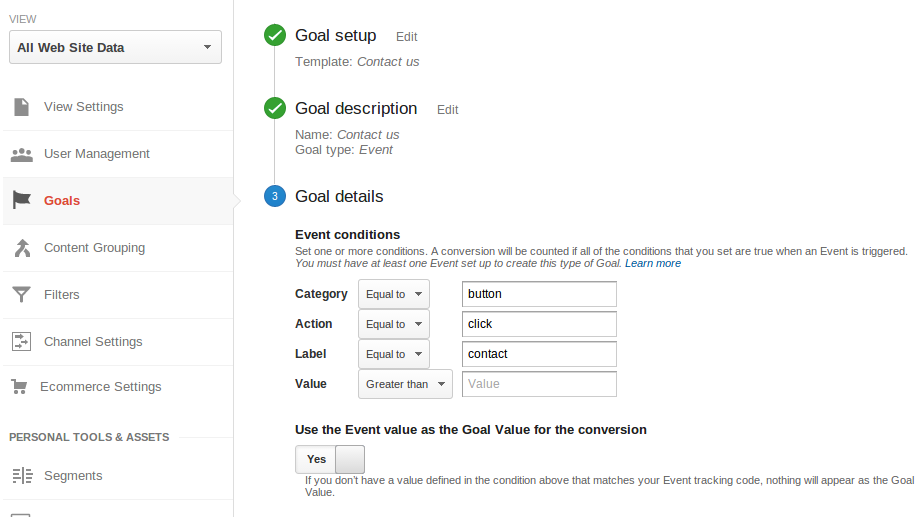 VIEW
All Web Site Data
View Settings
User Management
Goals
Content Grouping
Filters
Channel Settings
Ecommerce Settings
PERSONAL TOOLS & ASSETS
Segments
Goal setup Edit
Template: Contact us
Goal description Edit
Name: Contact us
Goal type: Event
3 Goal details
Event conditions
Set one or more conditions. A conversion will be counted if all of the conditions that you set are true when an Event is triggered.
You must have at least one Event set up to create this type of Goal. Learn more
Category Equal to button
Action Equal to click
Label Equal to contact
Value Greater than Value
Use the Event value as the Goal Value for the conversion
Yes
If you don't have a value defined in the condition above that matches your Event tracking code, nothing will appear as the Goal
Value.